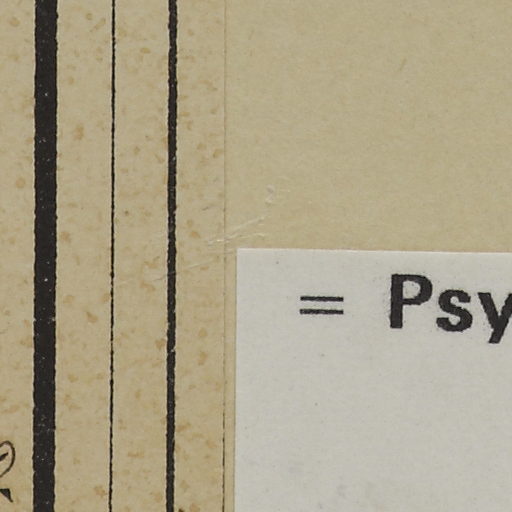 = Psy